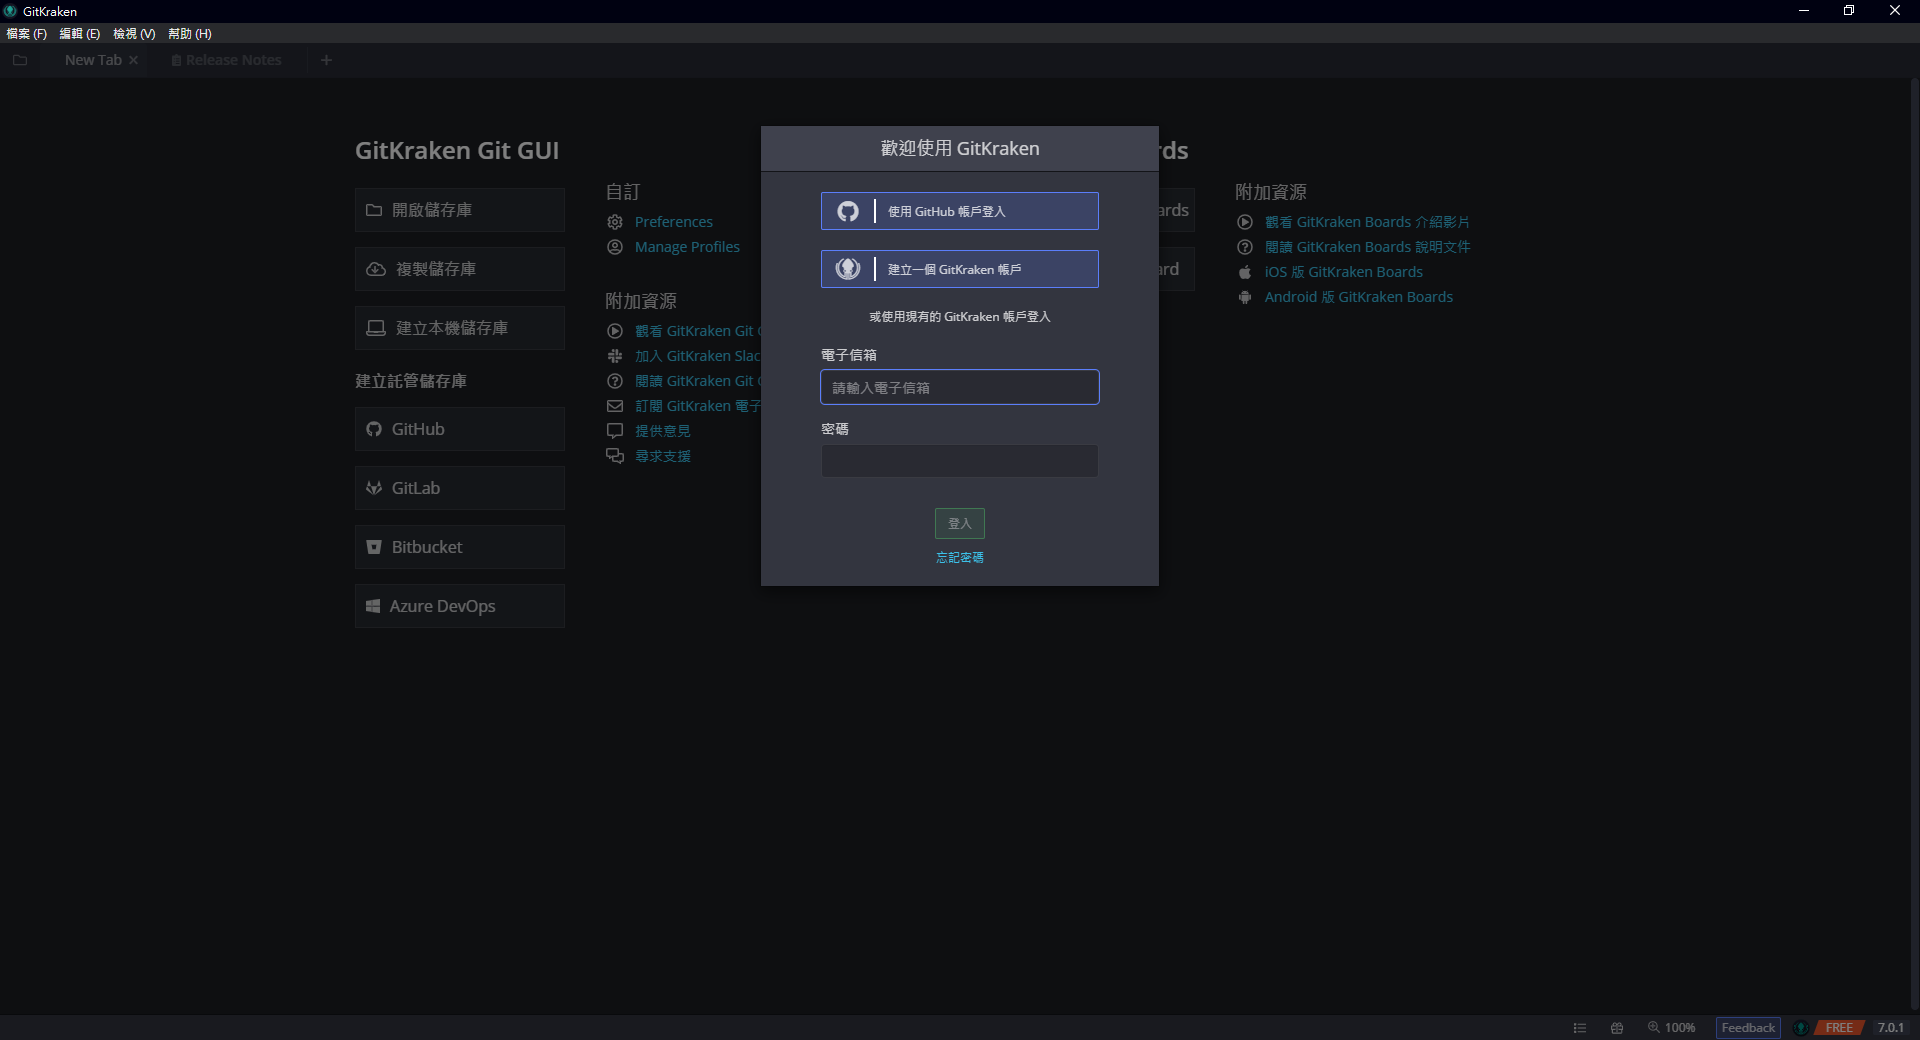 GitKraken
檔案 (F) 編輯 (E) 檢視 (V) 幫助 (H)
New Tab
Release Notes
GitKraken Git GUI
開啟儲存庫
複製儲存庫
建立本機儲存庫
建立託管儲存庫
GitHub
GitLab
Bitbucket
Azure DevOps
自訂
Preferences
Manage Profiles
附加資源
觀看 GitKraken Git
加入 GitKraken Slac
閱讀 GitKraken Git
訂閱 GitKraken 電子
提供意見
尋求支援
歡迎使用 GitKraken
使用 GitHub 帳戶登入
建立一個 GitKraken 帳戶
或使用現有的 GitKraken 帳戶登入
電子信箱
請輸入電子信箱
密碼
登入
忘記密碼
rds
ards
ard
附加資源
觀看 GitKraken Boards 介紹影片
閱讀 GitKraken Boards 說明文件
iOS 版 GitKraken Boards
Android 版 GitKraken Boards
100%
Feedback
FREE
7.0.1